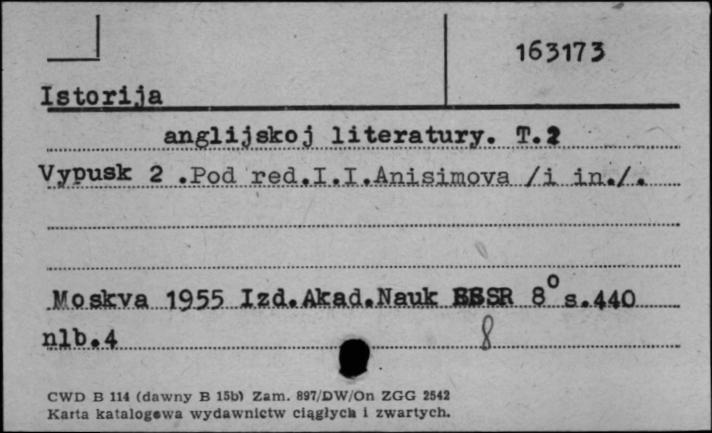 163173
Istorija
anglijskoj literatury. T.2
Vypusk 2 .Pod red.I.I.Anisimova /i in./.
Moskva 1955 Izd.Akad.Nauk SSSR 8° s.440
nlb.4
8
CWD B 114 (dawny B 15b) Zam. 897/DW/On ZGG 2542
Karta katalogowa wydawnictw ciągłych i zwartych.